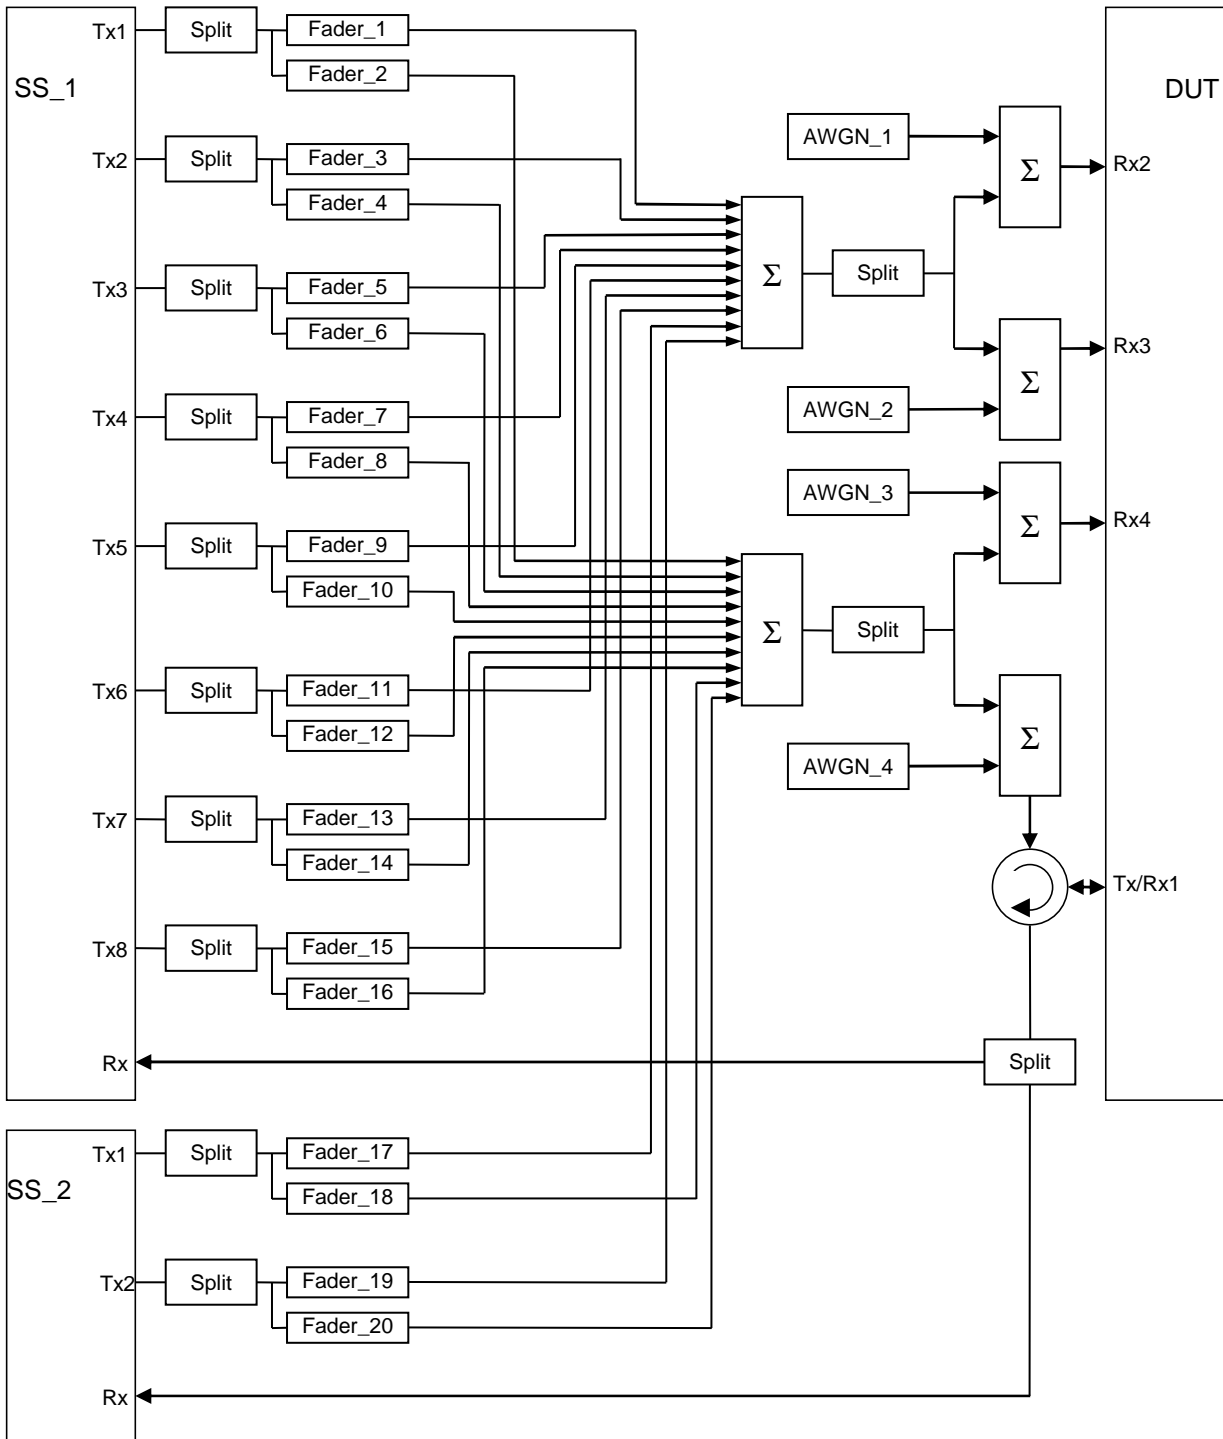 Tx1
Split
Fader_1
Fader_2
SS_1
DUT
AWGN_1
Σ
Rx2
Tx2
Split
Fader_3
Fader_4
Σ
Split
Tx3
Split
Fader_5
Fader_6
Σ
Rx3
AWGN_2
Tx4
Split
Fader_7
Fader_8
AWGN_3
Σ
Rx4
Tx5
Split
Fader_9
Fader_10
Σ
Split
Tx6
Split
Fader_11
Fader_12
AWGN_4
Σ
Tx7
Split
Fader_13
Fader_14
Tx/Rx1
Tx8
Split
Fader_15
Fader_16
Rx
Split
Tx1
Split
Fader_17
Fader_18
SS_2
Tx2
Split
Fader_19
Fader_20
Rx